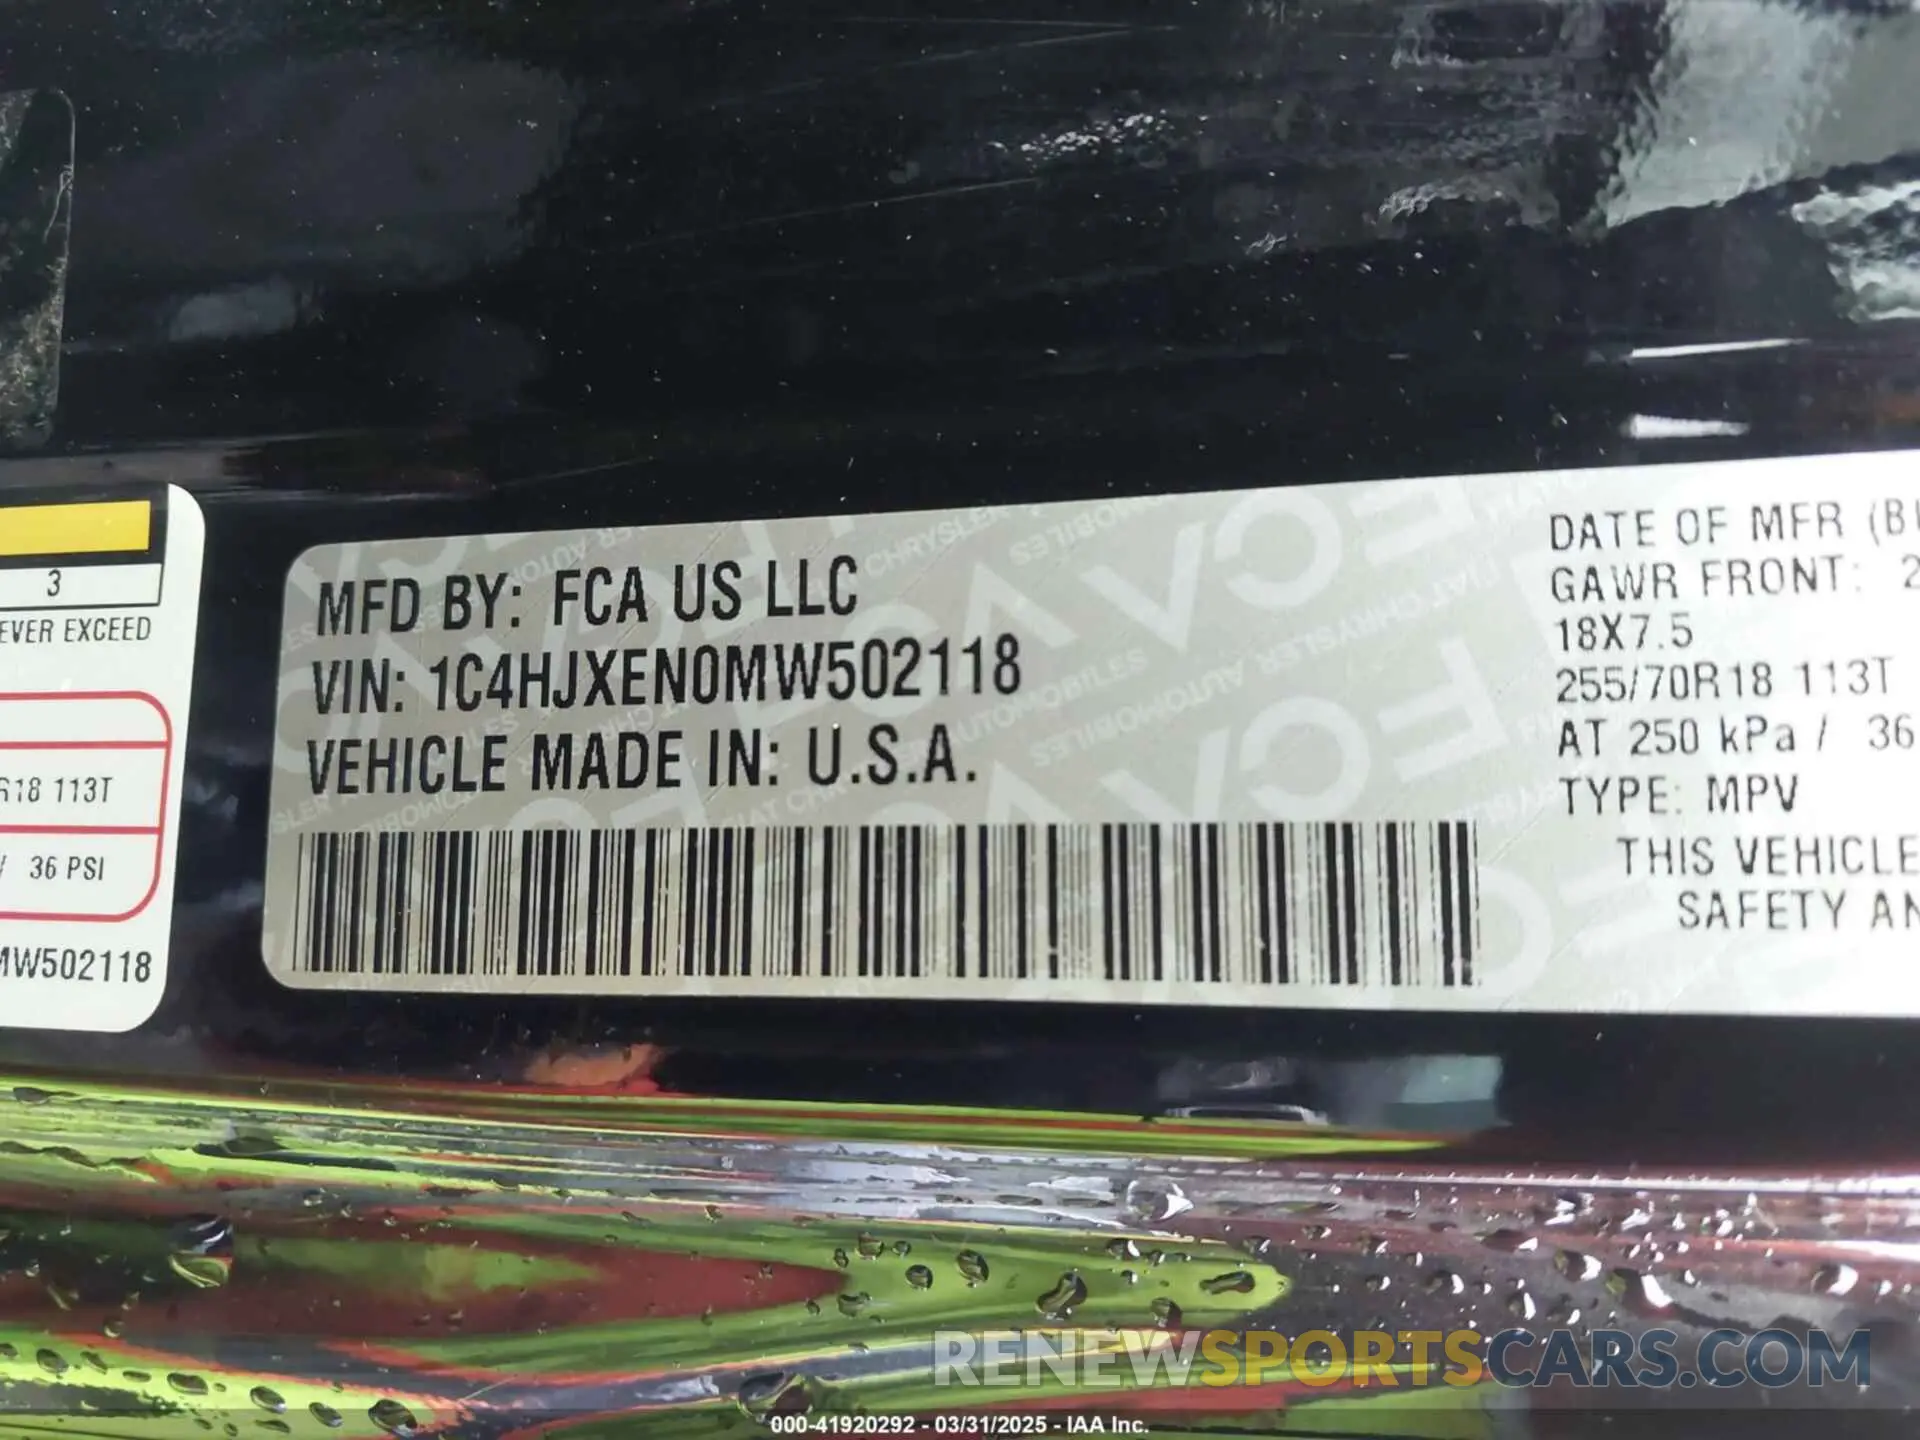 3
EVER EXCEED
R18 113T
/ 36 PSI
MW502118
MFD BY: FCA US LLC
VIN: 1C4HJXEN0MW502118
VEHICLE MADE IN: U.S.A.
DATE OF MFR
GAWR FRONT: 2
18X7.5
255/70R18 113T
AT 250 kPa / 36
TYPE: MPV
THIS VEHICLE
SAFETY AN
RENEWSPORTSCARS.COM
000-41920292 - 03/31/2025 - IAA Inc.